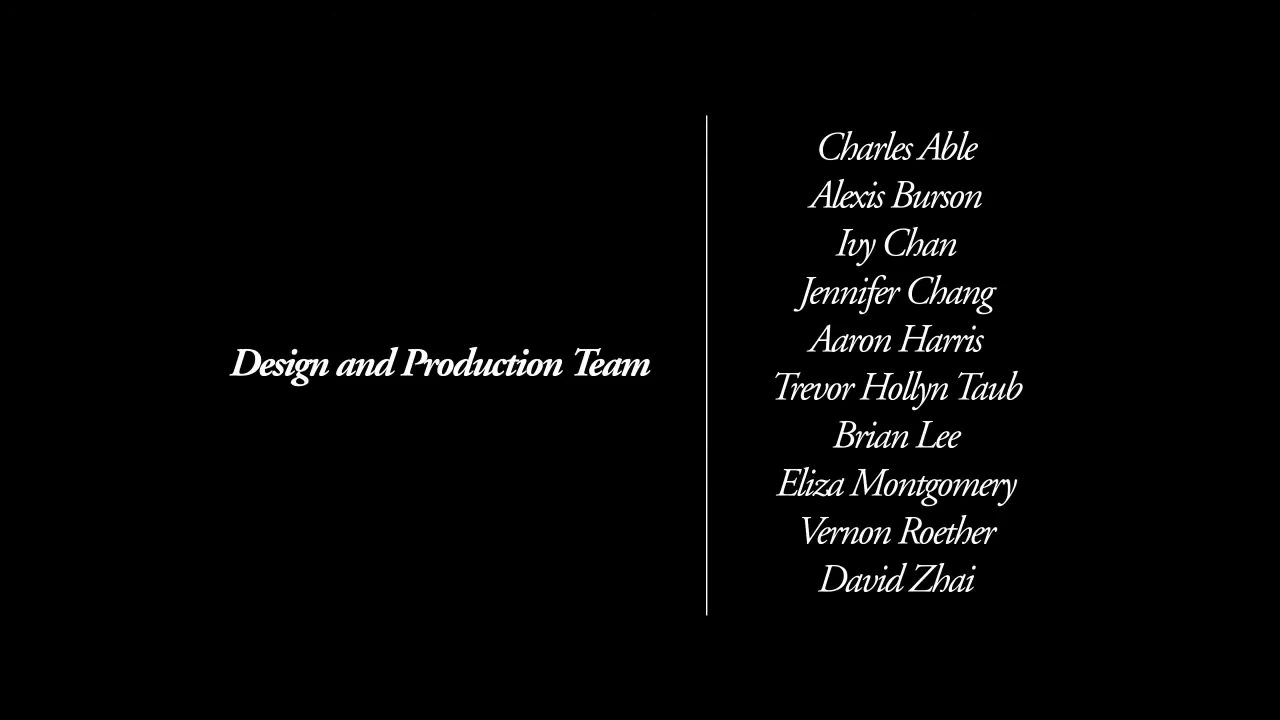 Design and Production Team
Charles Able
Alexis Burson
Ivy Chan
Jennifer Chang
Aaron Harris
Trevor Hollyn Taub
Brian Lee
Eliza Montgomery
Vernon Roether
David Zhai